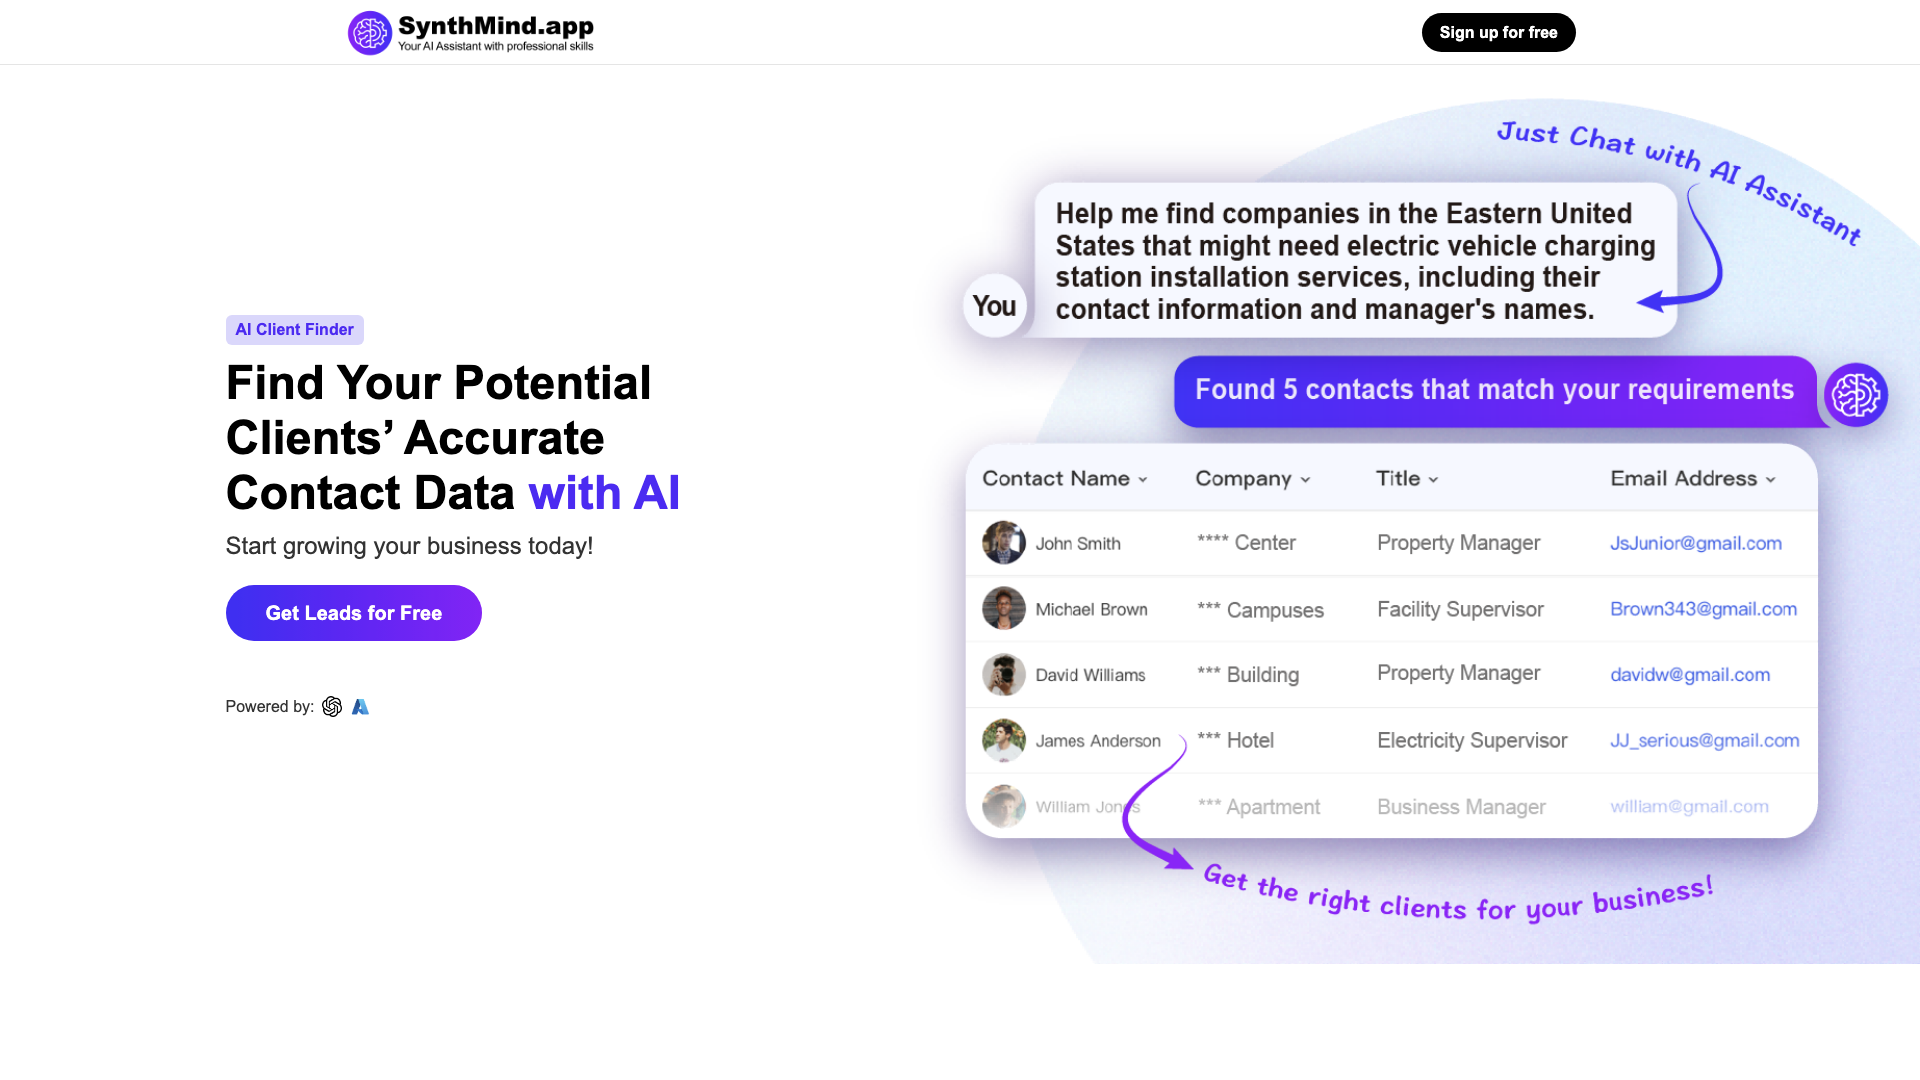 SynthMind.app
Your AI Assistant with professional skills
Sign up for free
AI Client Finder
Find Your Potential
Clients’ Accurate
Contact Data with AI
Start growing your business today!
Get Leads for Free
Powered by:
Just Chat with AI Assistant
Help me find companies in the Eastern United
States that might need electric vehicle charging
station installation services, including their
contact information and manager's names.
You
Found 5 contacts that match your requirements
Contact Name Company Title Email Address
John Smith **** Center Property Manager JsJunior@gmail.com
Michael Brown *** Campuses Facility Supervisor Brown343@gmail.com
David Williams *** Building Property Manager davidw@gmail.com
James Anderson *** Hotel Electricity Supervisor JJ_serious@gmail.com
William Jones *** Apartment Business Manager william@gmail.com
Get the right clients for your business!